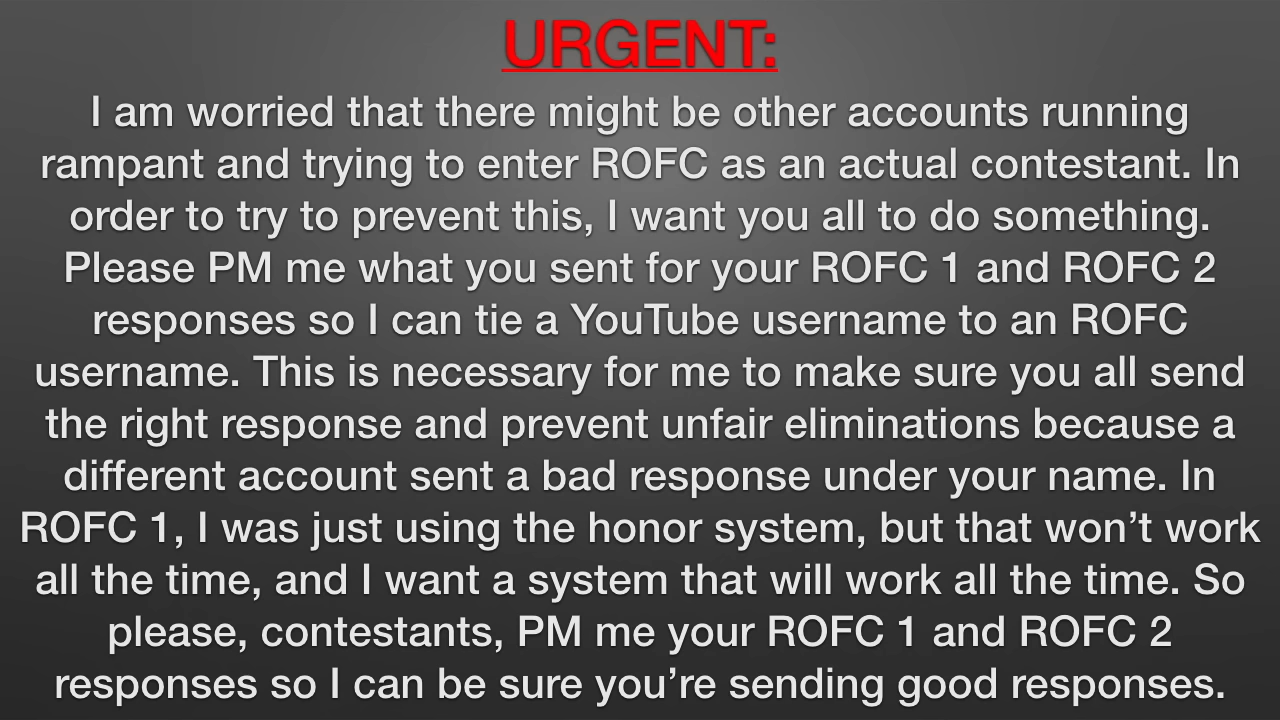 URGENT:
I am worried that there might be other accounts running
rampant and trying to enter ROFC as an actual contestant. In
order to try to prevent this, I want you all to do something.
Please PM me what you sent for your ROFC 1 and ROFC 2
responses so I can tie a YouTube username to an ROFC
username. This is necessary for me to make sure you all send
the right response and prevent unfair eliminations because a
different account sent a bad response under your name. In
ROFC 1, I was just using the honor system, but that won’t work
all the time, and I want a system that will work all the time. So
please, contestants, PM me your ROFC 1 and ROFC 2
responses so I can be sure you’re sending good responses.